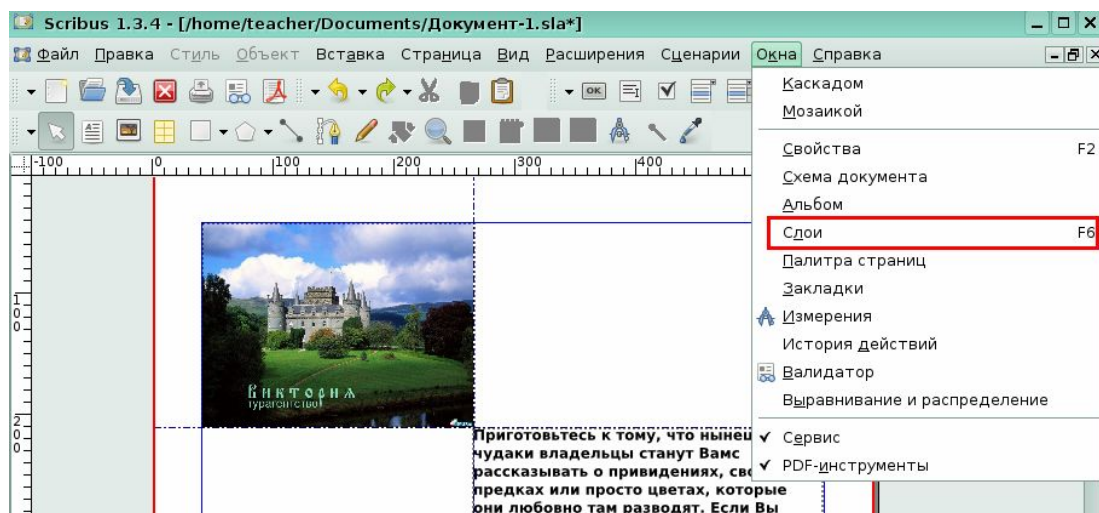 Scribus 1.3.4 - [/home/teacher/Documents/Документ-1.sla*]
Файл Правка Стиль Объект Вставка Страница Вид Расширения Сценарии Окна Справка
OK
-100 0 100 200 300 400
Каскадом
Мозаикой
Свойства F2
Схема документа
Альбом
Слои F6
Палитра страниц
Закладки
Измерения
История действий
Валидатор
Выравнивание и распределение
Сервис
PDF-инструменты
100
200
Виктория
турагентство
Приготовьтесь к тому, что нынеш
чудаки владельцы станут Вамс
рассказывать о привидениях, сво
предках или просто цветах, которые
они любовно там разводят. Если Вы